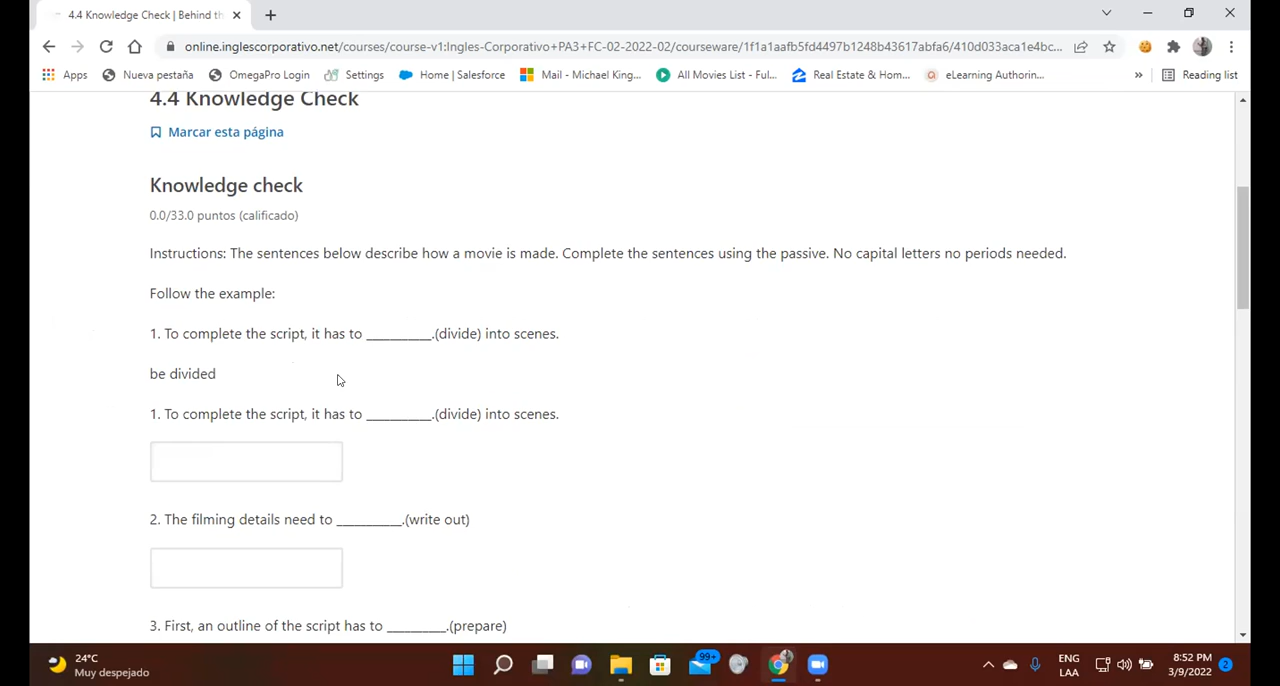 4.4 Knowledge Check | Behind th
online.inglescorporativo.net/courses/course-v1:Ingles-Corporativo+PA3+FC-02-2022-02/courseware/1f1a1aafb5fd4497b1248b43617abfa6/410d033aca1e4bc...
Apps Nueva pestaña OmegaPro Login Settings Home | Salesforce Mail - Michael King... All Movies List - Ful... Real Estate & Hom... eLearning Authorin... » Reading list
4.4 Knowledge Check
Marcar esta página
Knowledge check
0.0/33.0 puntos (calificado)
Instructions: The sentences below describe how a movie is made. Complete the sentences using the passive. No capital letters no periods needed.
Follow the example:
1. To complete the script, it has to __________.(divide) into scenes.
be divided
1. To complete the script, it has to __________.(divide) into scenes.
2. The filming details need to __________.(write out)
3. First, an outline of the script has to _________.(prepare)
24°C
Muy despejado
99+
ENG
LAA
8:52 PM
3/9/2022
2